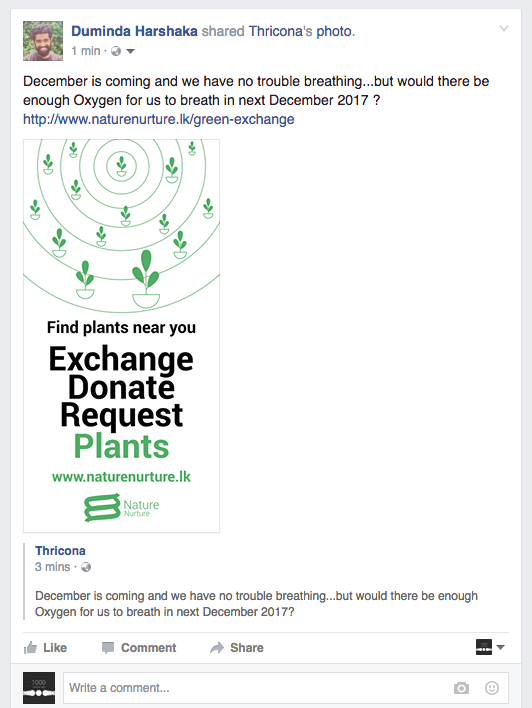 Duminda Harshaka shared Thricona's photo.
1 min ·
December is coming and we have no trouble breathing...but would there be
enough Oxygen for us to breath in next December 2017 ?
http://www.naturenurture.lk/green-exchange
Find plants near you
Exchange
Donate
Request
Plants
www.naturenurture.lk
Nature
Nurture
Thricona
3 mins ·
December is coming and we have no trouble breathing...but would there be enough
Oxygen for us to breath in next December 2017?
Like Comment Share
1000
Write a comment...